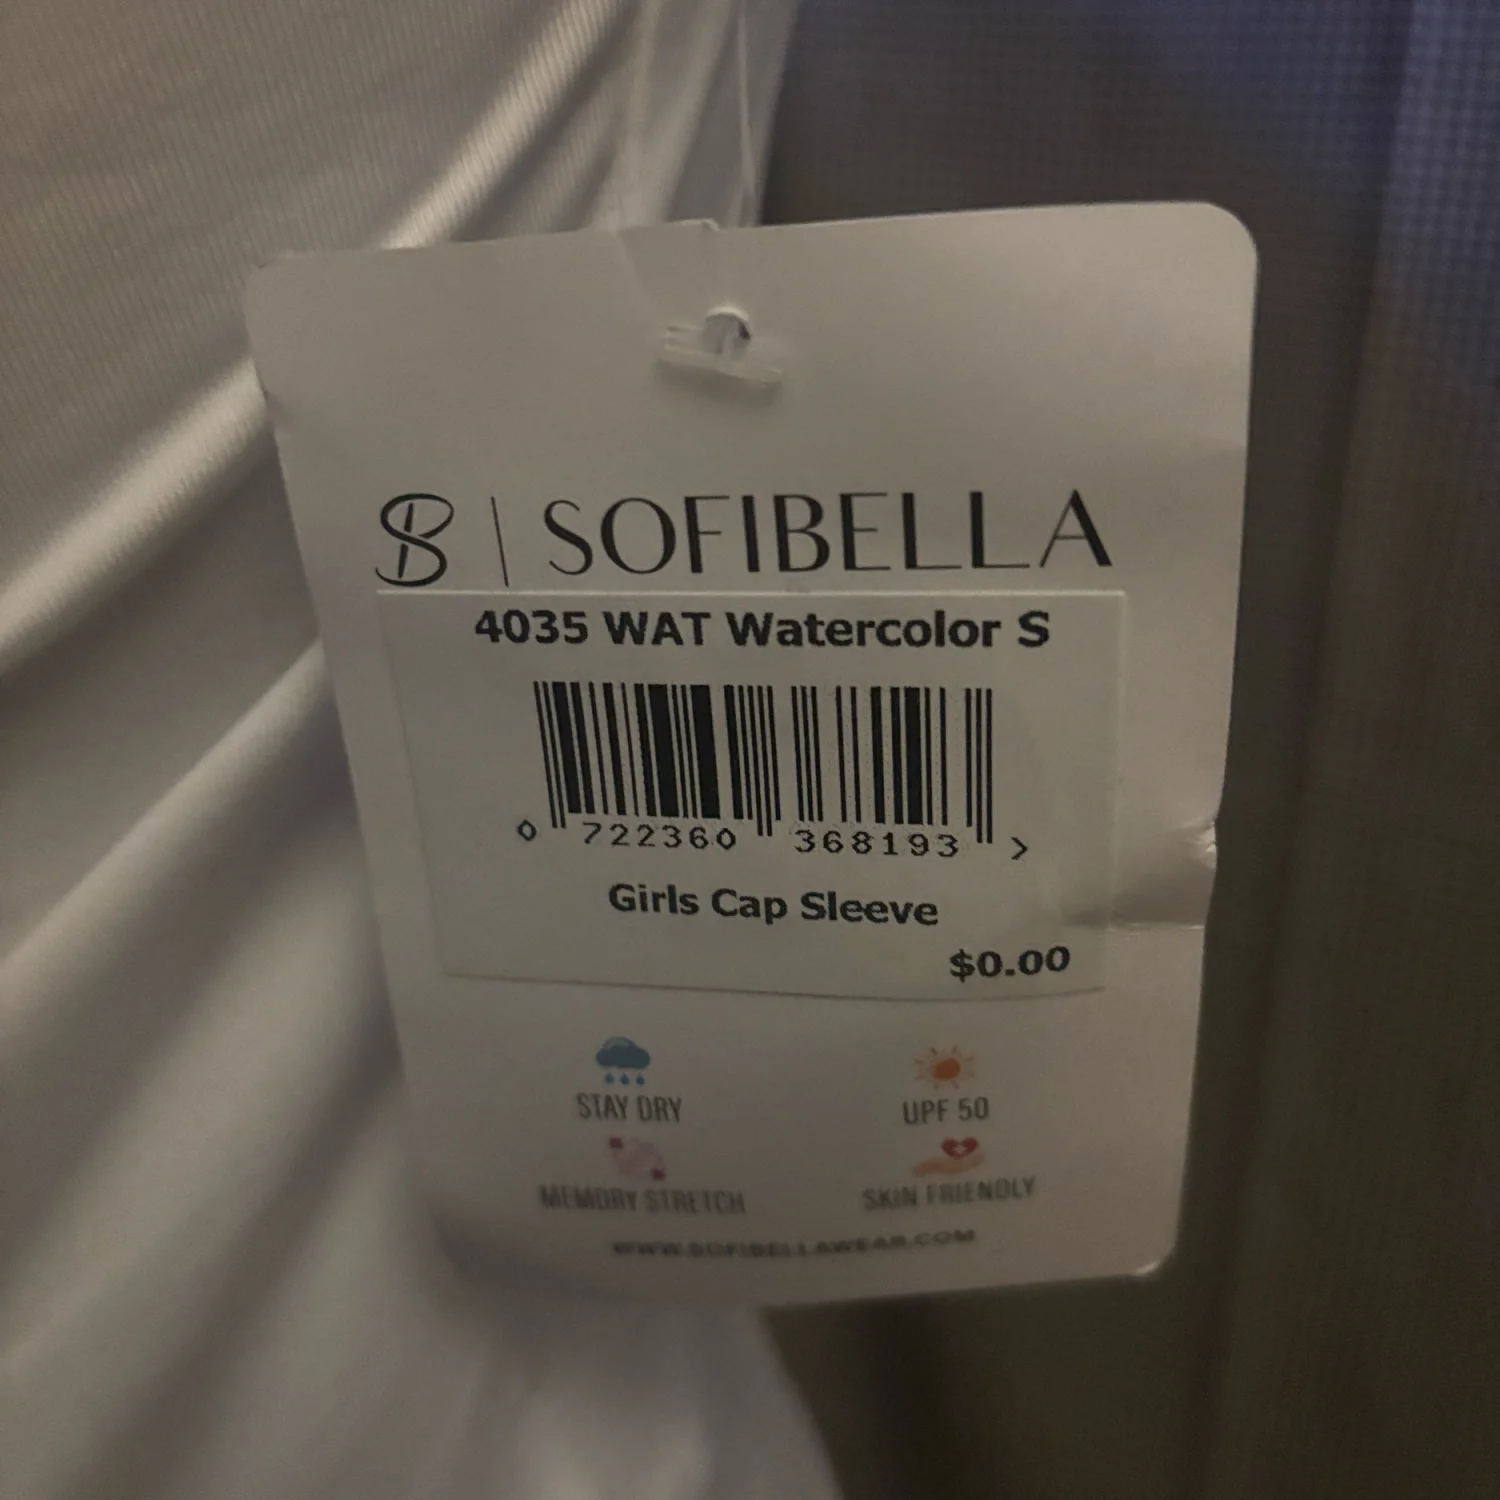 SB | SOFIBELLA
4035 WAT Watercolor S
0 722360 368193 >
Girls Cap Sleeve
$0.00
STAY DRY
UPF 50
MEMORY STRETCH
SKIN FRIENDLY
WWW.SOFIBELLAWEAR.COM